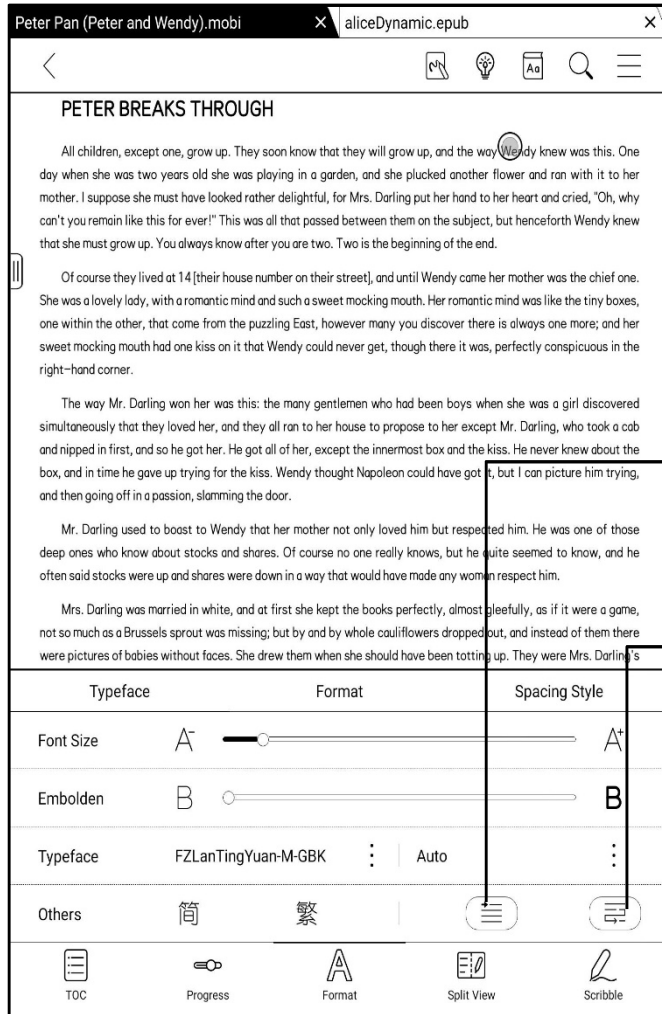 Peter Pan (Peter and Wendy).mobi × aliceDynamic.epub ×
Aa
PETER BREAKS THROUGH
All children, except one, grow up. They soon know that they will grow up, and the way Wendy knew was this. One
day when she was two years old she was playing in a garden, and she plucked another flower and ran with it to her
mother. I suppose she must have looked rather delightful, for Mrs. Darling put her hand to her heart and cried, "Oh, why
can't you remain like this for ever!" This was all that passed between them on the subject, but henceforth Wendy knew
that she must grow up. You always know after you are two. Two is the beginning of the end.
Of course they lived at 14 [their house number on their street], and until Wendy came her mother was the chief one.
She was a lovely lady, with a romantic mind and such a sweet mocking mouth. Her romantic mind was like the tiny boxes,
one within the other, that come from the puzzling East, however many you discover there is always one more; and her
sweet mocking mouth had one kiss on it that Wendy could never get, though there it was, perfectly conspicuous in the
right-hand corner.
The way Mr. Darling won her was this: the many gentlemen who had been boys when she was a girl discovered
simultaneously that they loved her, and they all ran to her house to propose to her except Mr. Darling, who took a cab
and nipped in first, and so he got her. He got all of her, except the innermost box and the kiss. He never knew about the
box, and in time he gave up trying for the kiss. Wendy thought Napoleon could have got it, but I can picture him trying,
and then going off in a passion, slamming the door.
Mr. Darling used to boast to Wendy that her mother not only loved him but respected him. He was one of those
deep ones who know about stocks and shares. Of course no one really knows, but he quite seemed to know, and he
often said stocks were up and shares were down in a way that would have made any woman respect him.
Mrs. Darling was married in white, and at first she kept the books perfectly, almost gleefully, as if it were a game,
not so much as a Brussels sprout was missing; but by and by whole cauliflowers dropped out, and instead of them there
were pictures of babies without faces. She drew them when she should have been totting up. They were Mrs. Darling's
Typeface Format Spacing Style
Font Size A- A+
Embolden B B
Typeface FZLanTingYuan-M-GBK Auto
Others 简 繁
TOC Progress Format Split View Scribble